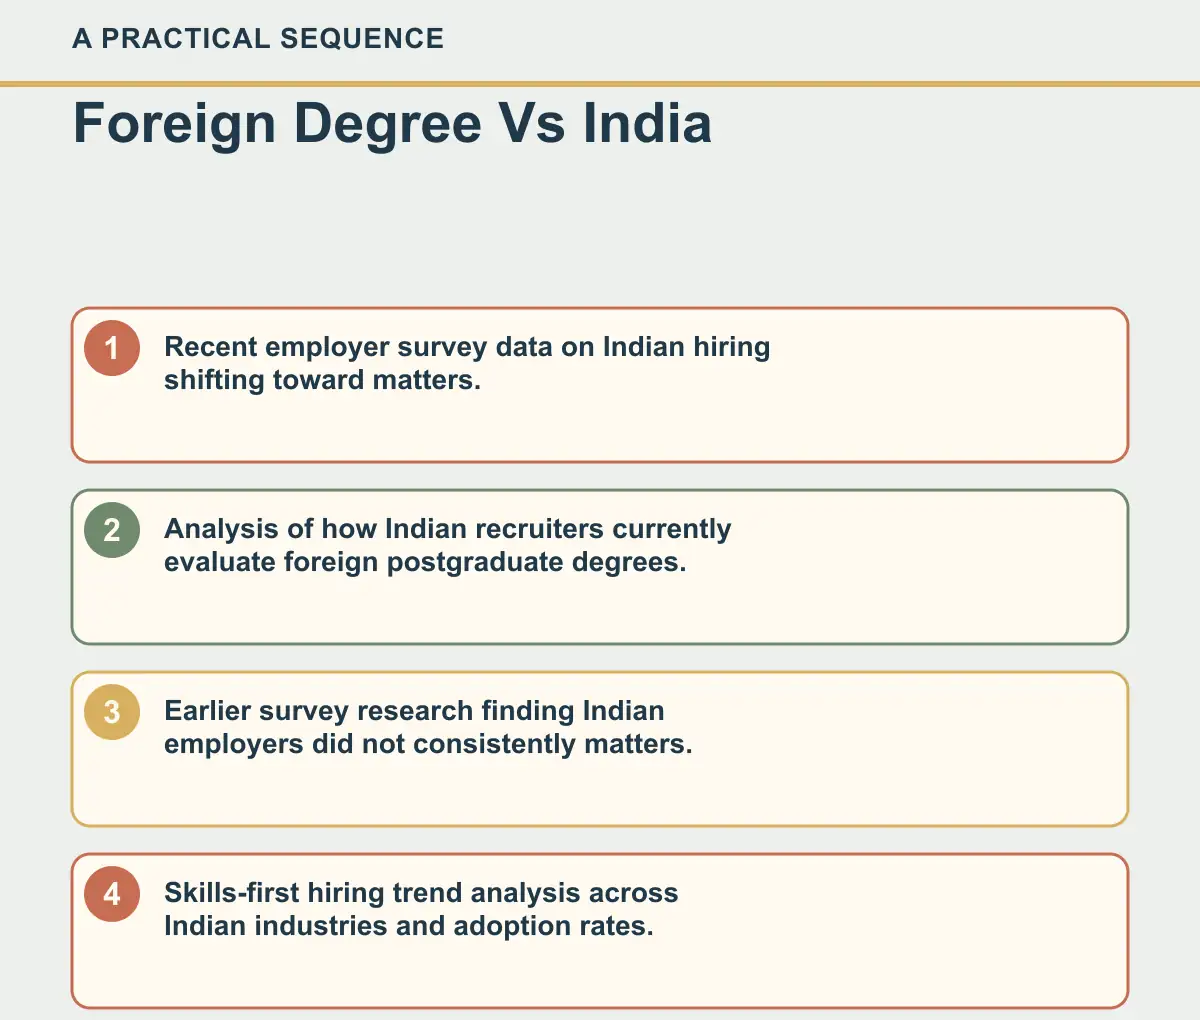 A PRACTICAL SEQUENCE
Foreign Degree Vs India
1
Recent employer survey data on Indian hiring
shifting toward matters.
2
Analysis of how Indian recruiters currently
evaluate foreign postgraduate degrees.
3
Earlier survey research finding Indian
employers did not consistently matters.
4
Skills-first hiring trend analysis across
Indian industries and adoption rates.